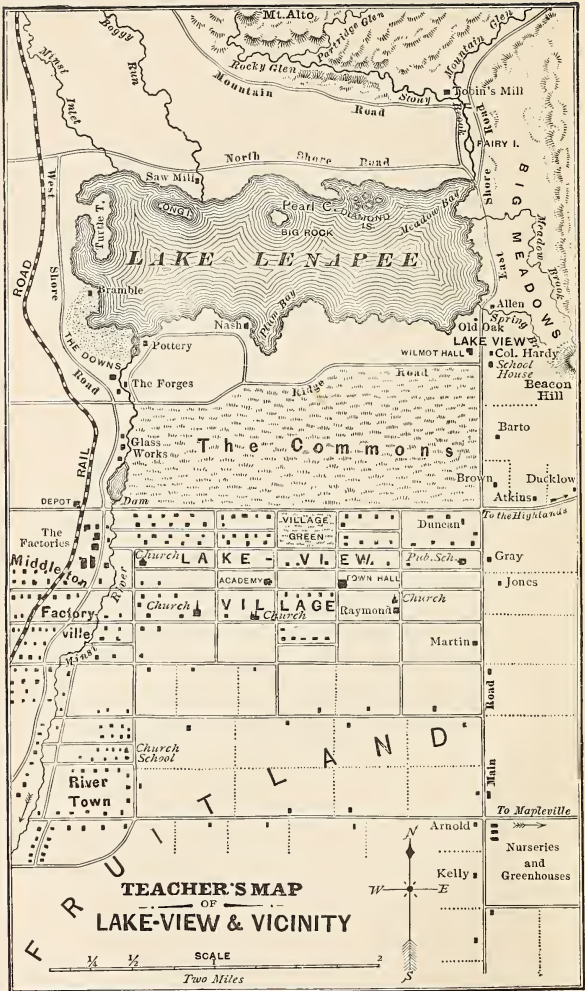 Mt. Alto
Partridge Glen
Mountain Glen
Boggy
Run
Minsi
Inlet
Rocky Glen
Stony
Brook
Mountain
Road
Tobin's Mill
Road
FAIRY I.
North Shore Road
Shore
East
Saw Mill
LONG I.
Pearl C.
DIAMOND
IS.
Meadow Bay
BIG MEADOWS
Meadow
Brook
West
Shore
Road
Turtle T.
BIG ROCK
LAKE LENAPEE
Bramble
Allen
Spring
Old Oak
Nash
Plum Bay
LAKE VIEW
Pottery
WILMOT HALL
Col. Hardy
School
House
THE DOWNS
Beacon
Hill
Ridge Road
The Forges
RAIL ROAD
Barto
Glass
Works
The Commons
Brown
Ducklow
Atkins
DEPOT
Dam
To the Highlands
VILLAGE
GREEN
Duncan
The
Factories
Church
LAKE-VIEW
Pub. Sch.
Gray
Middleton
ACADEMY
TOWN HALL
Jones
River
Church
VILLAGE
Church
Raymond
Church
Factory
ville
Minsi
Martin
Road
Main
FRUITLAND
Church
School
River
Town
To Mapleville
Arnold
Nurseries
and
Greenhouses
Kelly
N
W
E
S
TEACHER'S MAP
OF
LAKE-VIEW & VICINITY
SCALE
1/4
1/2
1
2
Two Miles